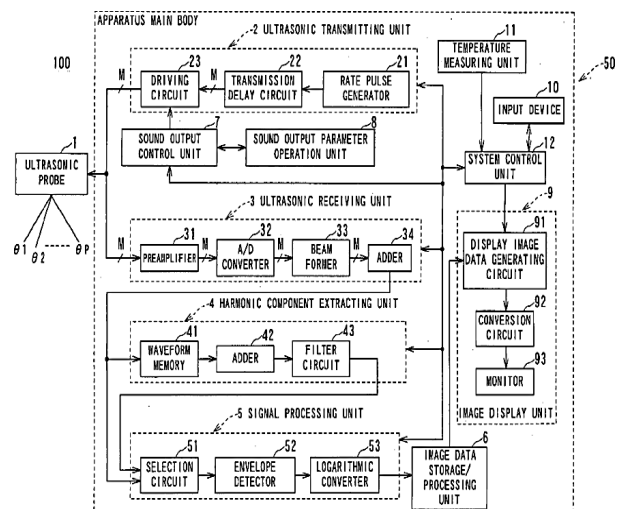 APPARATUS MAIN BODY
100
50
2 ULTRASONIC TRANSMITTING UNIT
23
DRIVING
CIRCUIT
22
TRANSMISSION
DELAY CIRCUIT
21
RATE PULSE
GENERATOR
M
M
11
TEMPERATURE
MEASURING UNIT
10
INPUT DEVICE
7
SOUND OUTPUT
CONTROL UNIT
8
SOUND OUTPUT PARAMETER
OPERATION UNIT
12
SYSTEM CONTROL
UNIT
1
ULTRASONIC
PROBE
θ1
θ2
θP
3 ULTRASONIC RECEIVING UNIT
M
31
PREAMPLIFIER
M
32
A/D
CONVERTER
M
33
BEAM
FORMER
M
34
ADDER
9
91
DISPLAY IMAGE
DATA GENERATING
CIRCUIT
92
CONVERSION
CIRCUIT
93
MONITOR
IMAGE DISPLAY UNIT
4 HARMONIC COMPONENT EXTRACTING UNIT
41
WAVEFORM
MEMORY
42
ADDER
43
FILTER
CIRCUIT
5 SIGNAL PROCESSING UNIT
51
SELECTION
CIRCUIT
52
ENVELOPE
DETECTOR
53
LOGARITHMIC
CONVERTER
6
IMAGE DATA
STORAGE/
PROCESSING
UNIT